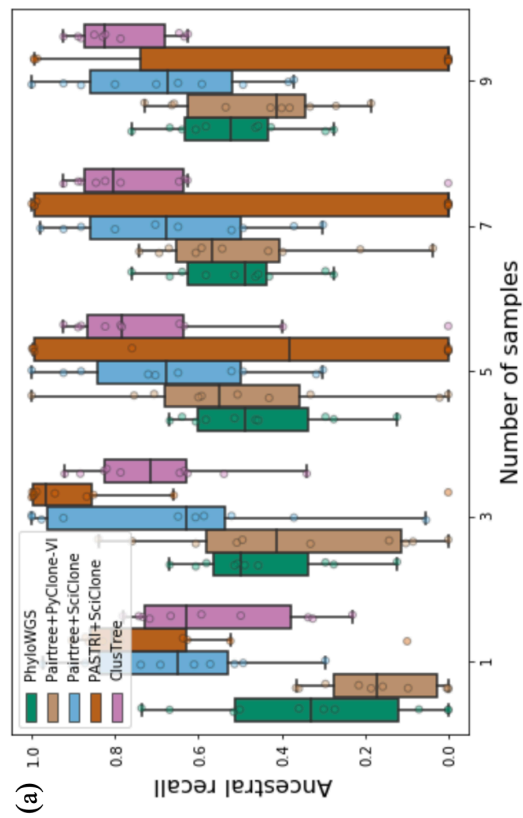 (a)
PhyloWGS
Pairtree+PyClone-VI
Pairtree+SciClone
PASTRI+SciClone
ClusTree
Ancestral recall
1.0
0.8
0.6
0.4
0.2
0.0
1
3
5
7
9
Number of samples